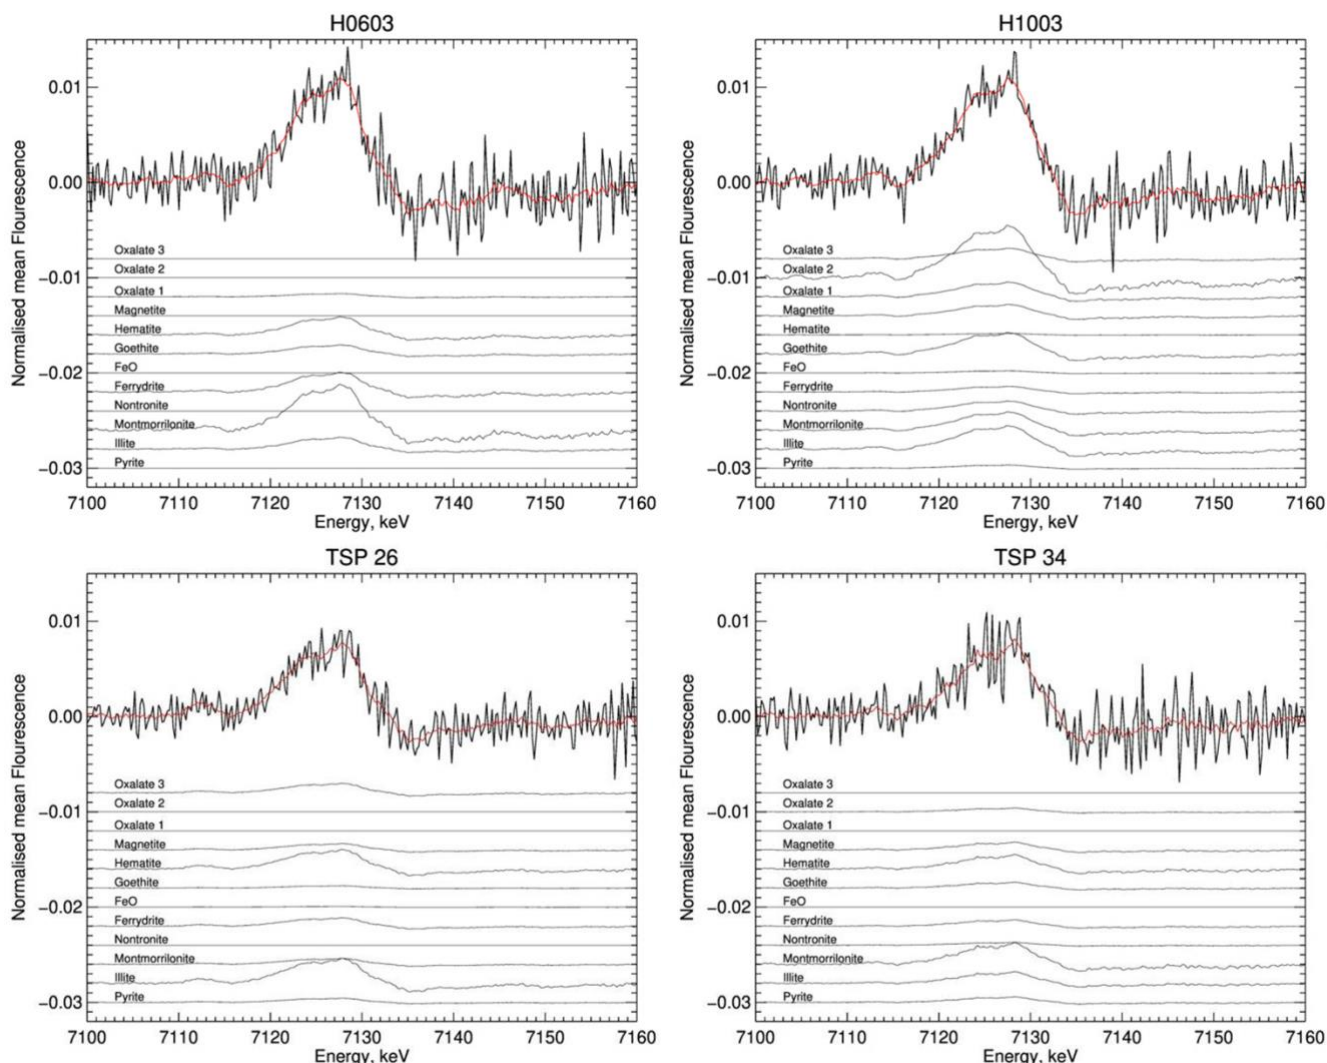 H0603
Normalised mean Flourescence
0.01
0.00
−0.01
−0.02
−0.03
Oxalate 3
Oxalate 2
Oxalate 1
Magnetite
Hematite
Goethite
FeO
Ferrydrite
Nontronite
Montmorrilonite
Illite
Pyrite
7100 7110 7120 7130 7140 7150 7160
Energy, keV
H1003
Normalised mean Flourescence
0.01
0.00
−0.01
−0.02
−0.03
Oxalate 3
Oxalate 2
Oxalate 1
Magnetite
Hematite
Goethite
FeO
Ferrydrite
Nontronite
Montmorrilonite
Illite
Pyrite
7100 7110 7120 7130 7140 7150 7160
Energy, keV
TSP 26
Normalised mean Flourescence
0.01
0.00
−0.01
−0.02
−0.03
Oxalate 3
Oxalate 2
Oxalate 1
Magnetite
Hematite
Goethite
FeO
Ferrydrite
Nontronite
Montmorrilonite
Illite
Pyrite
7100 7110 7120 7130 7140 7150 7160
Energy, keV
TSP 34
Normalised mean Flourescence
0.01
0.00
−0.01
−0.02
−0.03
Oxalate 3
Oxalate 2
Oxalate 1
Magnetite
Hematite
Goethite
FeO
Ferrydrite
Nontronite
Montmorrilonite
Illite
Pyrite
7100 7110 7120 7130 7140 7150 7160
Energy, keV